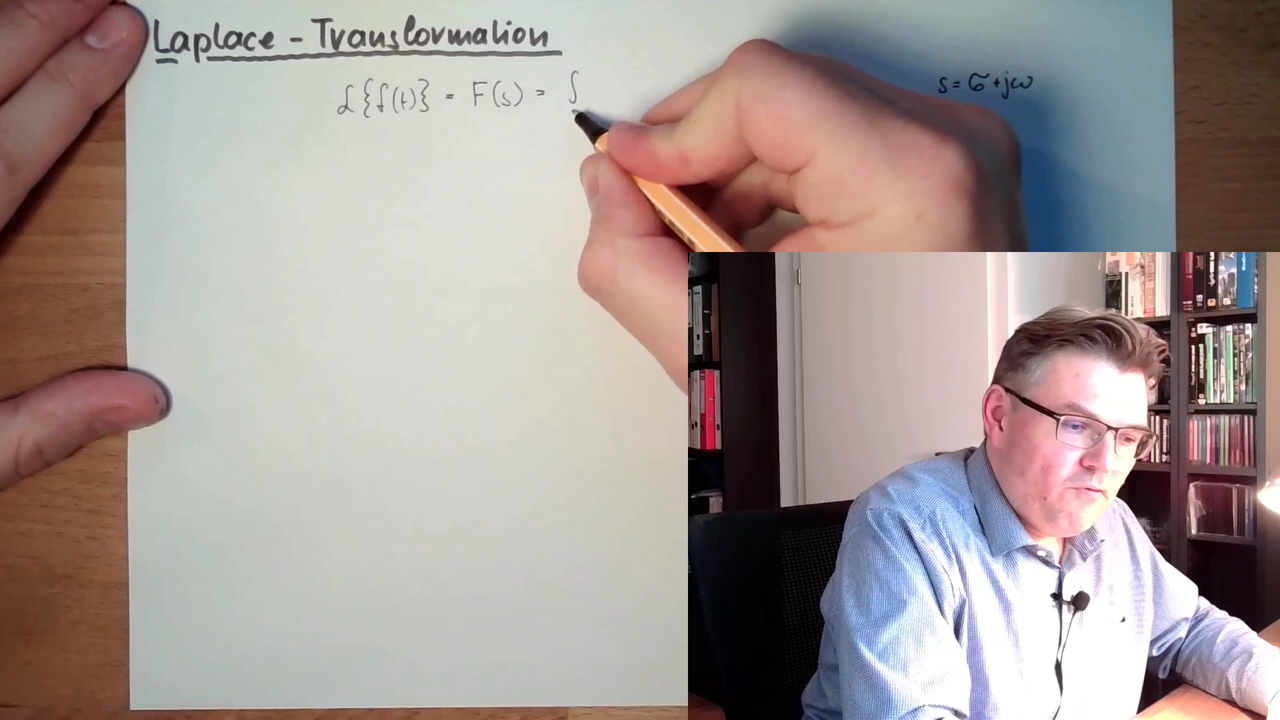 Laplace - Transformation
ℒ{f(t)} = F(s) = ∫
s = σ + jω